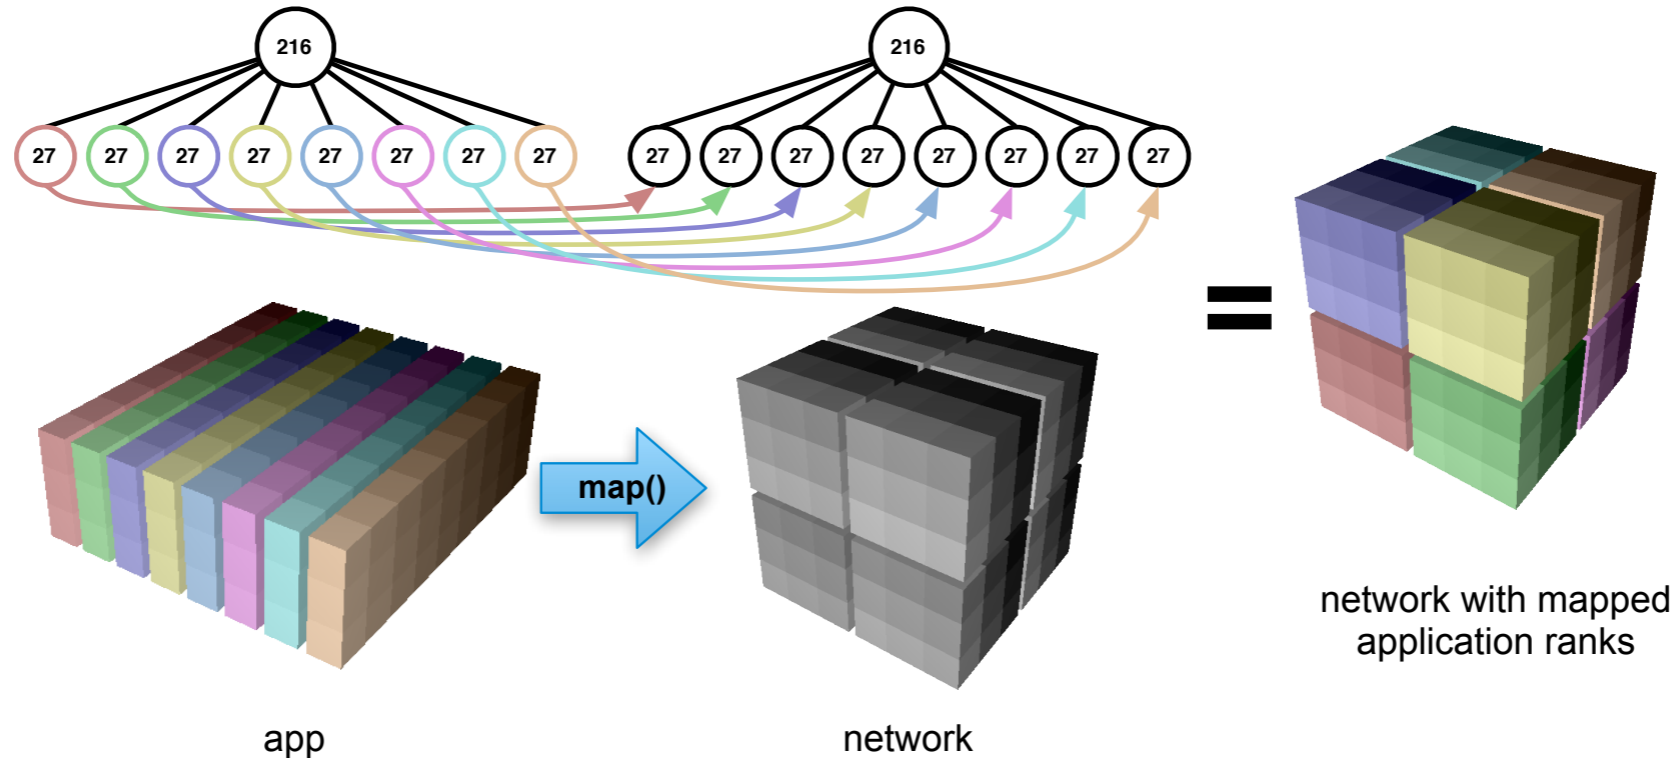 216
216
27 27 27 27 27 27 27 27
27 27 27 27 27 27 27 27
map()
=
app
network
network with mapped
application ranks